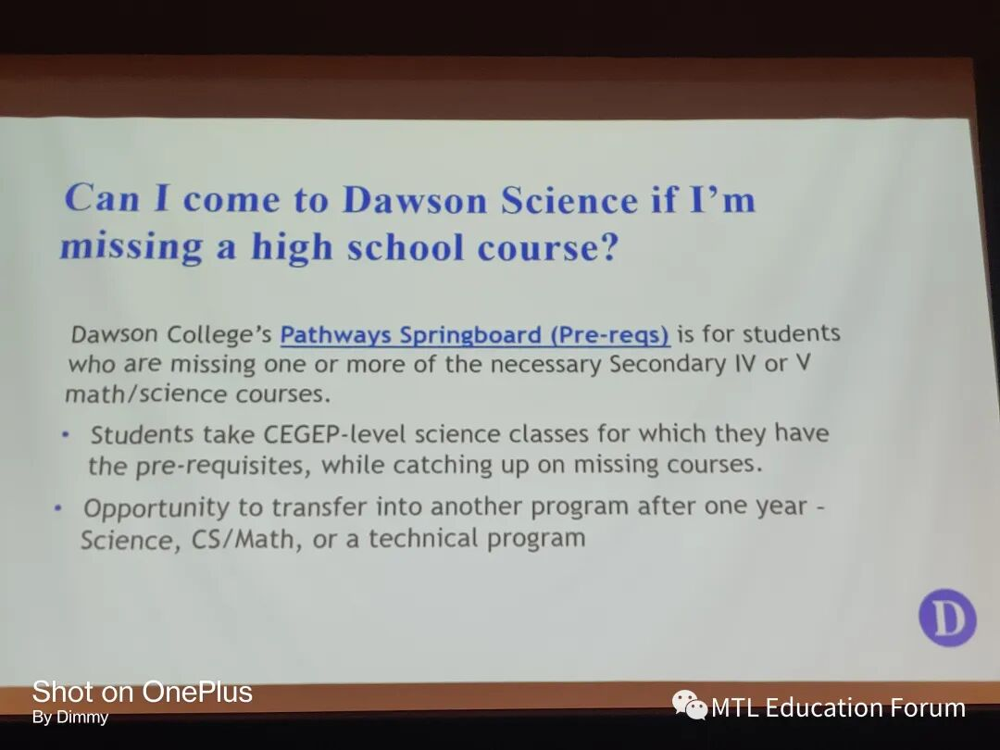 Can I come to Dawson Science if I'm
missing a high school course?
Dawson College's Pathways Springboard (Pre-reqs) is for students
who are missing one or more of the necessary Secondary IV or V
math/science courses.
• Students take CEGEP-level science classes for which they have
the pre-requisites, while catching up on missing courses.
• Opportunity to transfer into another program after one year -
Science, CS/Math, or a technical program
D
Shot on OnePlus
By Dimmy
MTL Education Forum